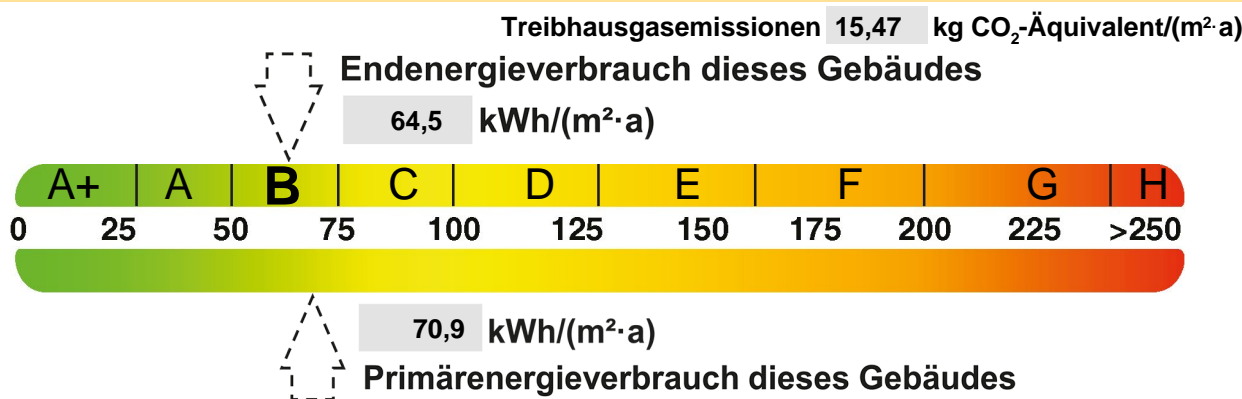 Treibhausgasemissionen 15,47 kg CO₂-Äquivalent/(m²·a)
Endenergieverbrauch dieses Gebäudes
64,5 kWh/(m²·a)
A+ A B C D E F G H
0 25 50 75 100 125 150 175 200 225 >250
70,9 kWh/(m²·a)
Primärenergieverbrauch dieses Gebäudes